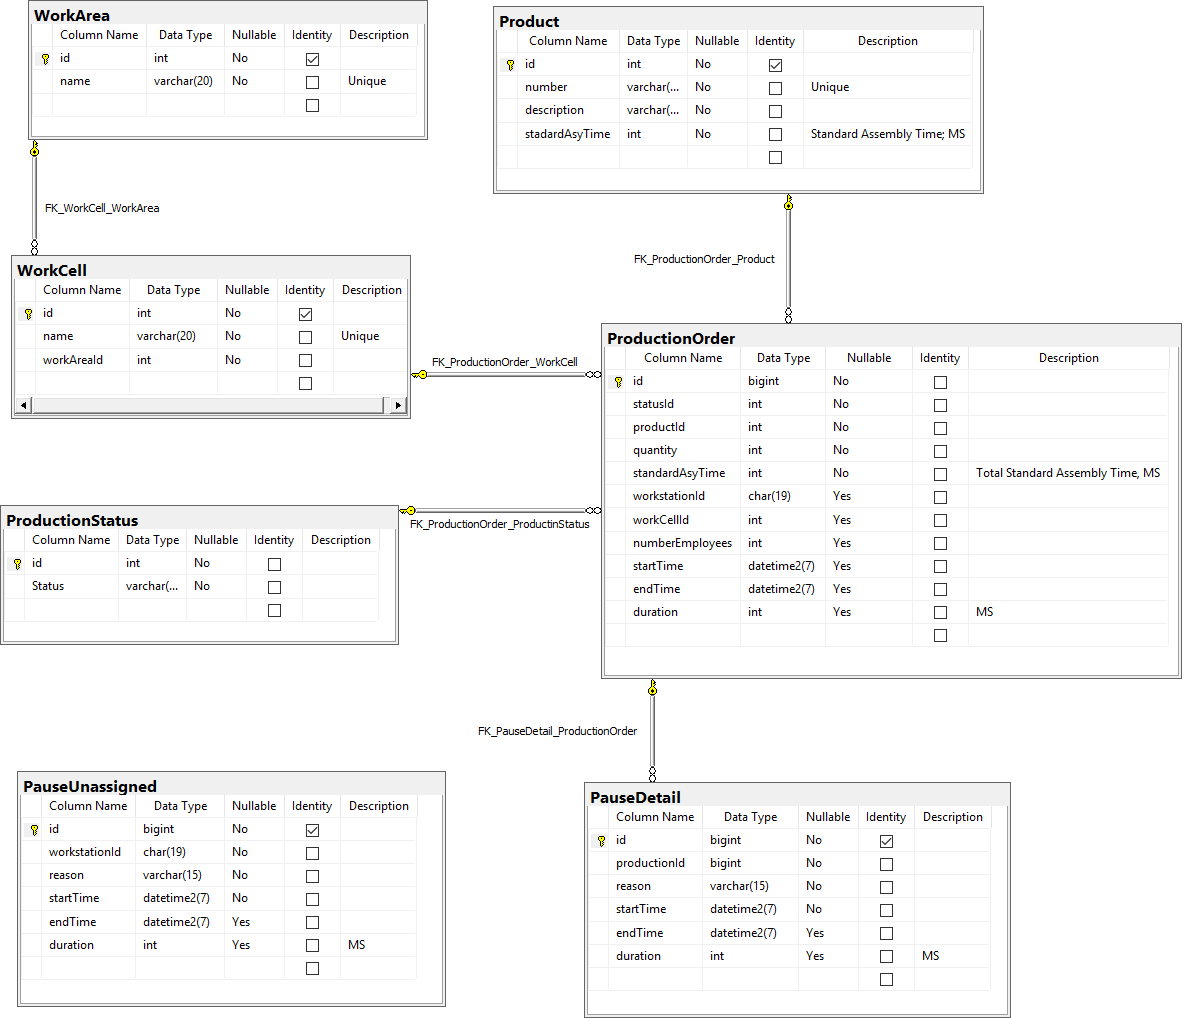 WorkArea
Column Name Data Type Nullable Identity Description
id int No
name varchar(20) No Unique
FK_WorkCell_WorkArea
Product
Column Name Data Type Nullable Identity Description
id int No
number varchar(... No Unique
description varchar(... No
stadardAsyTime int No Standard Assembly Time; MS
FK_ProductionOrder_Product
WorkCell
Column Name Data Type Nullable Identity Description
id int No
name varchar(20) No Unique
workAreaId int No
FK_ProductionOrder_WorkCell
ProductionOrder
Column Name Data Type Nullable Identity Description
id bigint No
statusId int No
productId int No
quantity int No
standardAsyTime int No Total Standard Assembly Time, MS
workstationId char(19) Yes
workCellId int Yes
numberEmployees int Yes
startTime datetime2(7) Yes
endTime datetime2(7) Yes
duration int Yes MS
FK_ProductionOrder_ProductinStatus
ProductionStatus
Column Name Data Type Nullable Identity Description
id int No
Status varchar(... No
FK_PauseDetail_ProductionOrder
PauseUnassigned
Column Name Data Type Nullable Identity Description
id bigint No
workstationId char(19) No
reason varchar(15) No
startTime datetime2(7) No
endTime datetime2(7) Yes
duration int Yes MS
PauseDetail
Column Name Data Type Nullable Identity Description
id bigint No
productionId bigint No
reason varchar(15) No
startTime datetime2(7) No
endTime datetime2(7) Yes
duration int Yes MS